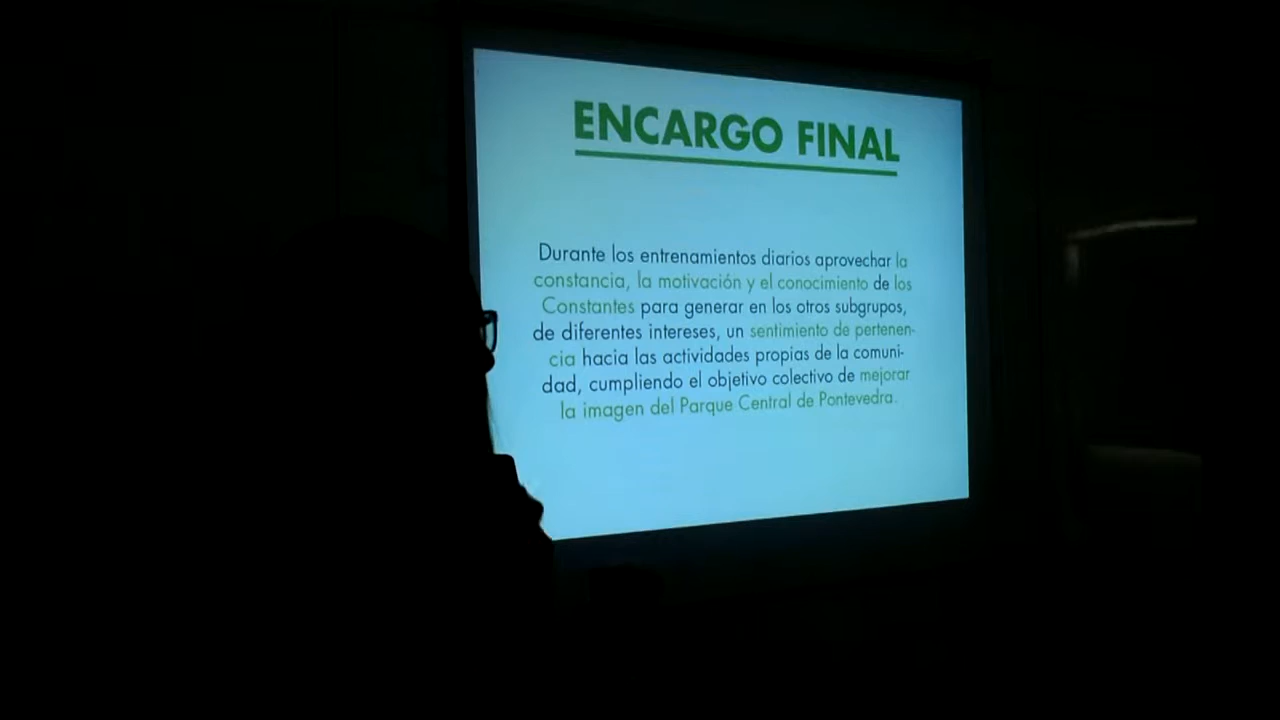 ENCARGO FINAL
Durante los entrenamientos diarios aprovechar la
constancia, la motivación y el conocimiento de los
Constantes para generar en los otros subgrupos,
de diferentes intereses, un sentimiento de pertenen-
cia hacia las actividades propias de la comuni-
dad, cumpliendo el objetivo colectivo de mejorar
la imagen del Parque Central de Pontevedra.